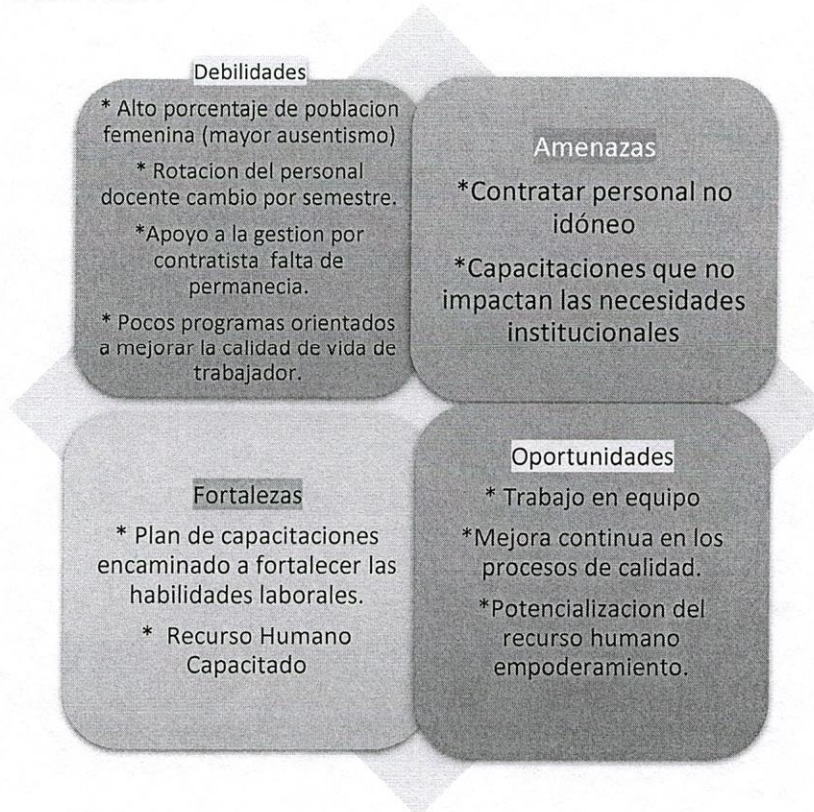 Debilidades
* Alto porcentaje de poblacion
femenina (mayor ausentismo)
* Rotacion del personal
docente cambio por semestre.
*Apoyo a la gestion por
contratista falta de
permanecia.
* Pocos programas orientados
a mejorar la calidad de vida de
trabajador.
Amenazas
*Contratar personal no
idóneo
*Capacitaciones que no
impactan las necesidades
institucionales
Fortalezas
* Plan de capacitaciones
encaminado a fortalecer las
habilidades laborales.
* Recurso Humano
Capacitado
Oportunidades
* Trabajo en equipo
*Mejora continua en los
procesos de calidad.
*Potencializacion del
recurso humano
empoderamiento.